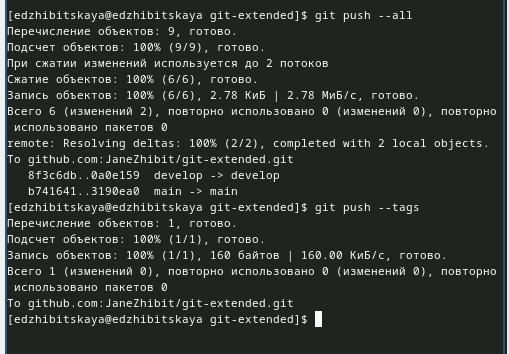 [edzhibitskaya@edzhibitskaya git-extended]$ git push --all
Перечисление объектов: 9, готово.
Подсчет объектов: 100% (9/9), готово.
При сжатии изменений используется до 2 потоков
Сжатие объектов: 100% (6/6), готово.
Запись объектов: 100% (6/6), 2.78 КиБ | 2.78 МиБ/с, готово.
Всего 6 (изменений 2), повторно использовано 0 (изменений 0), повторно
использовано пакетов 0
remote: Resolving deltas: 100% (2/2), completed with 2 local objects.
To github.com:JaneZhibit/git-extended.git
8f3c6db..0a0e159  develop -> develop
b741641..3190ea0  main -> main
[edzhibitskaya@edzhibitskaya git-extended]$ git push --tags
Перечисление объектов: 1, готово.
Подсчет объектов: 100% (1/1), готово.
Запись объектов: 100% (1/1), 160 байтов | 160.00 КиБ/с, готово.
Всего 1 (изменений 0), повторно использовано 0 (изменений 0), повторно
использовано пакетов 0
To github.com:JaneZhibit/git-extended.git
[edzhibitskaya@edzhibitskaya git-extended]$